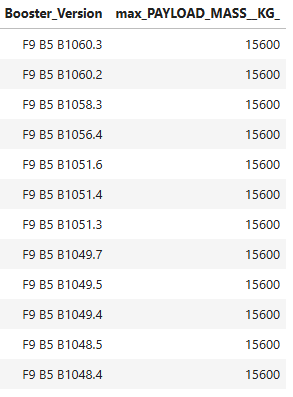 Booster_Version max_PAYLOAD_MASS__KG_
F9 B5 B1060.3 15600
F9 B5 B1060.2 15600
F9 B5 B1058.3 15600
F9 B5 B1056.4 15600
F9 B5 B1051.6 15600
F9 B5 B1051.4 15600
F9 B5 B1051.3 15600
F9 B5 B1049.7 15600
F9 B5 B1049.5 15600
F9 B5 B1049.4 15600
F9 B5 B1048.5 15600
F9 B5 B1048.4 15600